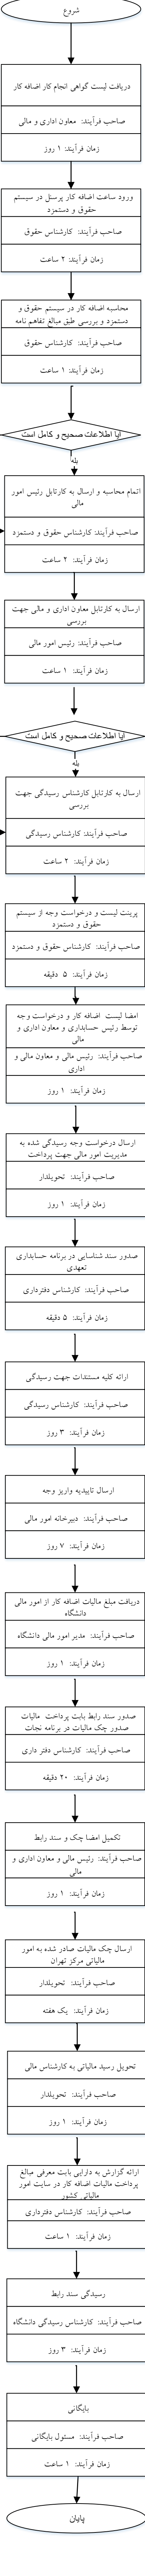 شروع
دریافت لیست گواهی انجام کار اضافه کار
صاحب فرآیند: معاون اداری و مالی
زمان فرآیند: ۱ روز
ورود ساعت اضافه کار پرسنل در سیستم
حقوق و دستمزد
صاحب فرآیند: کارشناس حقوق
زمان فرآیند: ۲ ساعت
محاسبه اضافه کار در سیستم حقوق و
دستمزد و بررسی طبق مبالغ تفاهم نامه
صاحب فرآیند: کارشناس حقوق
زمان فرآیند: ۱ ساعت
ایا اطلاعات صحیح و کامل است
بله
اتمام محاسبه و ارسال به کارتابل رئیس امور
مالی
صاحب فرآیند: کارشناس حقوق و دستمزد
زمان فرآیند: ۲ ساعت
ارسال به کارتابل معاون اداری و مالی جهت
بررسی
صاحب فرآیند: رئیس امور مالی
زمان فرآیند: ۱ ساعت
ایا اطلاعات صحیح و کامل است
بله
ارسال به کارتابل کارشناس رسیدگی جهت
بررسی
صاحب فرآیند: کارشناس رسیدگی
زمان فرآیند: ۲ ساعت
پرینت لیست و درخواست وجه از سیستم
حقوق و دستمزد
صاحب فرآیند: کارشناس حقوق و دستمزد
زمان فرآیند: ۵ دقیقه
امضا لیست اضافه کار و درخواست وجه
توسط رئیس حسابداری و معاون اداری و
مالی
صاحب فرآیند: رئیس مالی و معاون مالی و
اداری
زمان فرآیند: ۱ روز
ارسال درخواست وجه رسیدگی شده به
مدیریت امور مالی جهت پرداخت
صاحب فرآیند: تحویلدار
زمان فرآیند: ۱ روز
صدور سند شناسایی در برنامه حسابداری
تعهدی
صاحب فرآیند: کارشناس دفترداری
زمان فرآیند: ۵ دقیقه
ارائه کلیه مستندات جهت رسیدگی
صاحب فرآیند: کارشناس رسیدگی
زمان فرآیند: ۳ روز
ارسال تاییدیه واریز وجه
صاحب فرآیند: دبیرخانه امور مالی
زمان فرآیند: ۷ روز
دریافت مبلغ مالیات اضافه کار از امور مالی
دانشگاه
صاحب فرآیند: مدیر امور مالی دانشگاه
زمان فرآیند: ۱ روز
صدور سند رابط بابت پرداخت مالیات
صدور چک مالیات در برنامه نجات
صاحب فرآیند: کارشناس دفتر داری
زمان فرآیند: ۲۰ دقیقه
تکمیل امضا چک و سند رابط
صاحب فرآیند: رئیس مالی و معاون اداری و
مالی
زمان فرآیند: ۱ روز
ارسال چک مالیات صادر شده به امور
مالیاتی مرکز تهران
صاحب فرآیند: تحویلدار
زمان فرآیند: یک هفته
تحویل رسید مالیاتی به کارشناس مالی
صاحب فرآیند: تحویلدار
زمان فرآیند: ۱ روز
ارائه گزارش به دارایی بابت معرفی مبالغ
پرداخت مالیات اضافه کار در سایت امور
مالیاتی کشور
صاحب فرآیند: کارشناس دفترداری
زمان فرآیند: ۱ ساعت
رسیدگی سند رابط
صاحب فرآیند: کارشناس رسیدگی دانشگاه
زمان فرآیند: ۳ روز
بایگانی
صاحب فرآیند: مسئول بایگانی
زمان فرآیند: ۱ ساعت
پایان